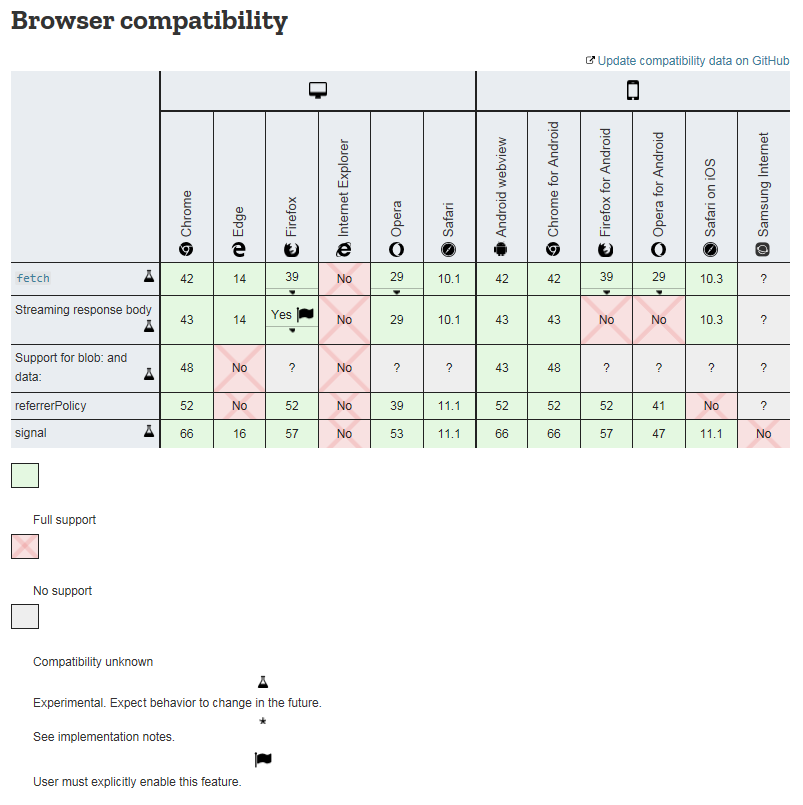 Browser compatibility
Update compatibility data on GitHub
Chrome
Edge
Firefox
Internet Explorer
Opera
Safari
Android webview
Chrome for Android
Firefox for Android
Opera for Android
Safari on iOS
Samsung Internet
fetch 42 14 39 No 29 10.1 42 42 39 29 10.3 ?
Streaming response body 43 14 Yes No 29 10.1 43 43 No No 10.3 ?
Support for blob: and
data: 48 No ? No ? ? 43 48 ? ? ? ?
referrerPolicy 52 No 52 No 39 11.1 52 52 52 41 No ?
signal 66 16 57 No 53 11.1 66 66 57 47 11.1 No
Full support
No support
Compatibility unknown
Experimental. Expect behavior to change in the future.
*
See implementation notes.
User must explicitly enable this feature.